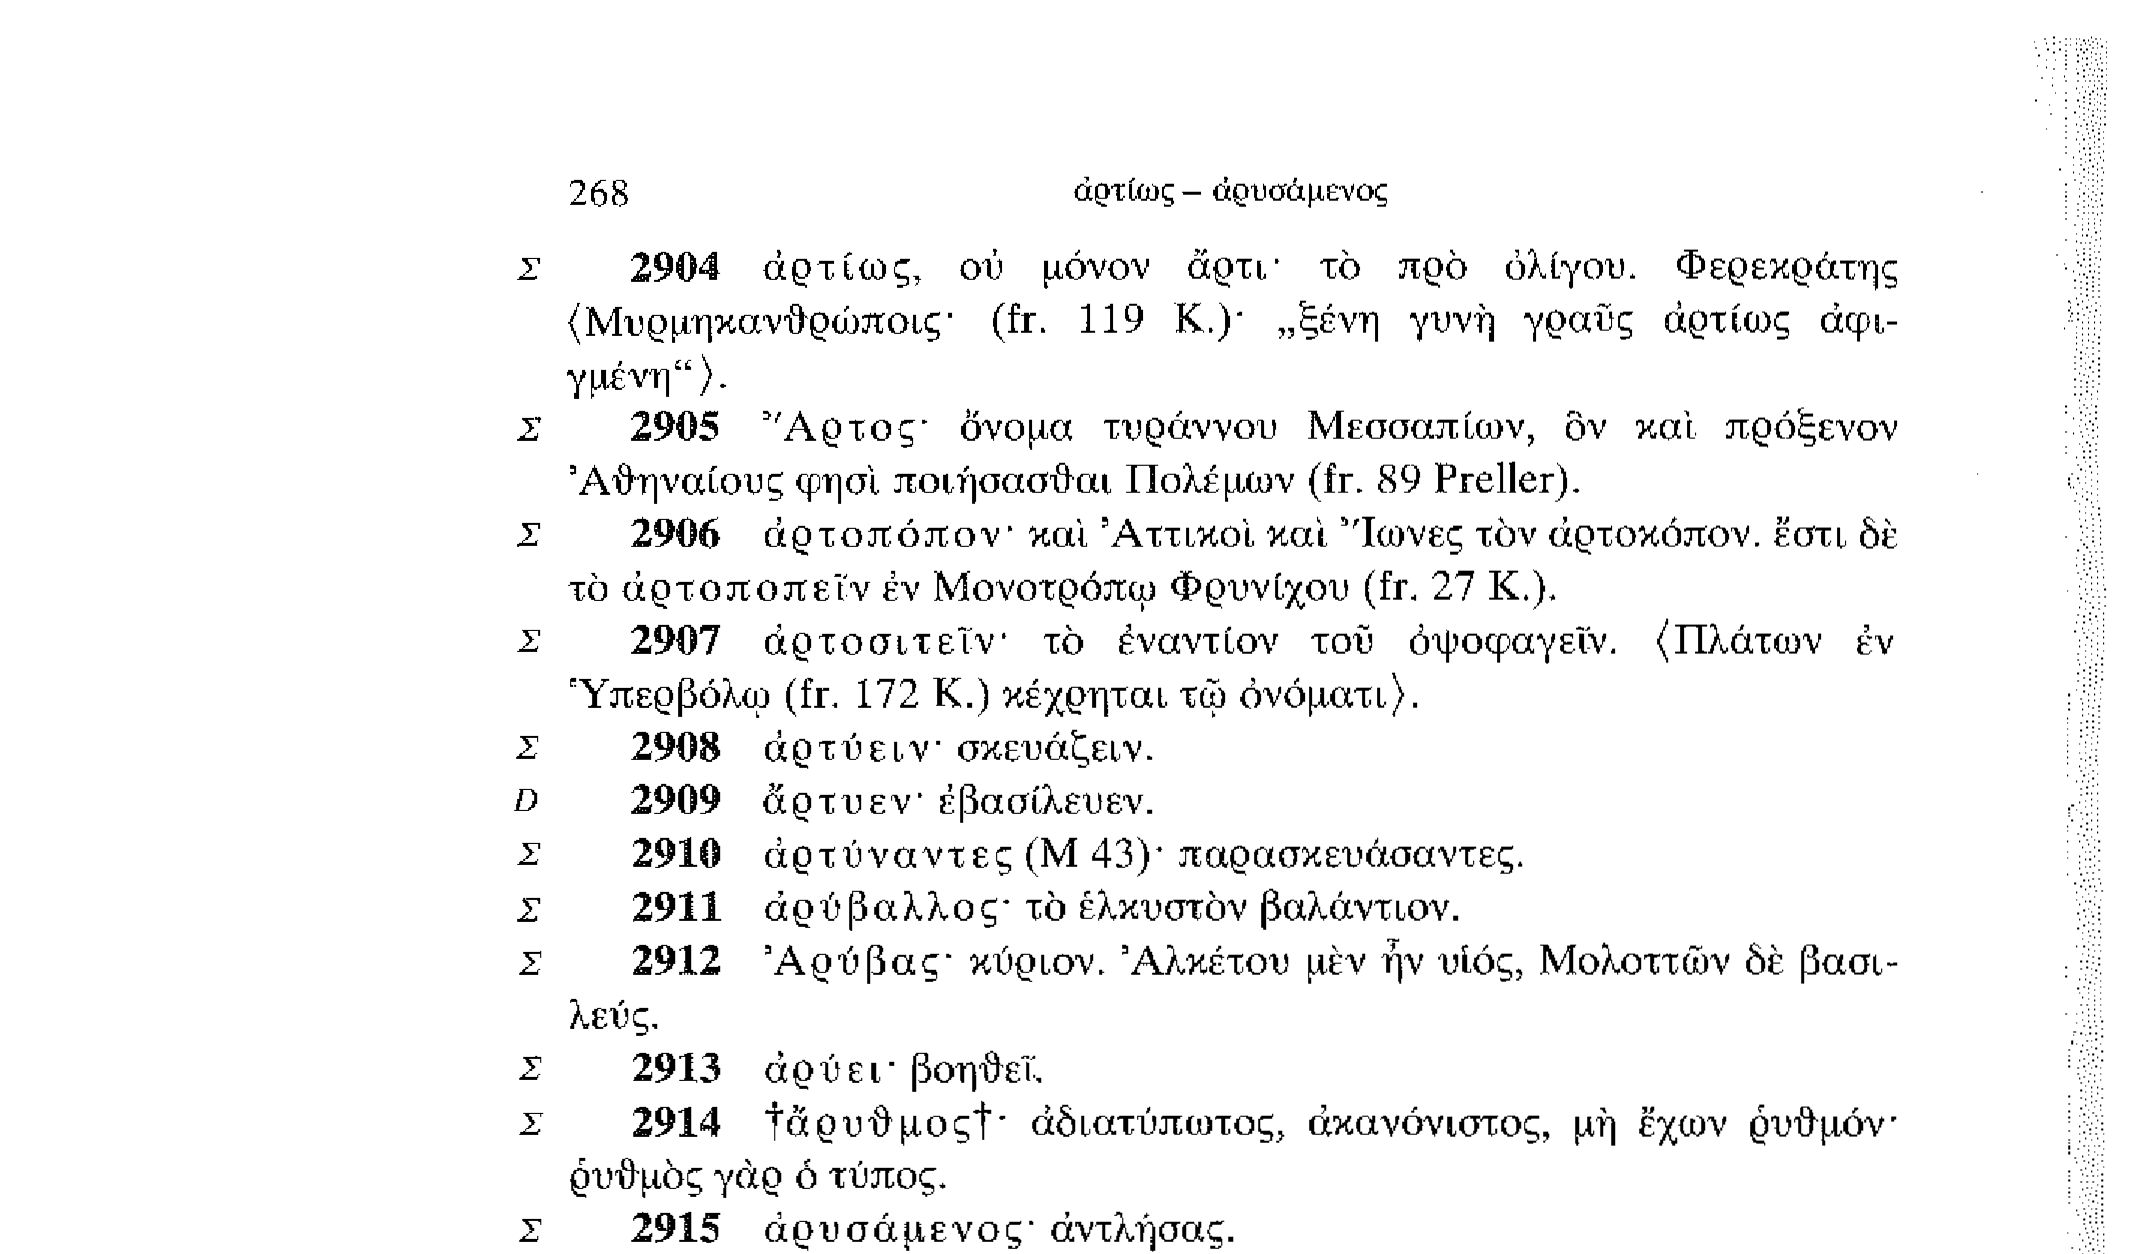 268 ἀρτίως – ἀρυσάμενος
Σ 2904 ἀρτίως, οὐ μόνον ἄρτι· τὸ πρὸ ὀλίγου. Φερεκράτης
⟨Μυρμηκανθρώποις· (fr. 119 K.)· „ξένη γυνὴ γραῦς ἀρτίως ἀφι-
γμένη“⟩.
Σ 2905 Ἄρτος· ὄνομα τυράννου Μεσσαπίων, ὃν καὶ πρόξενον
Ἀθηναίους φησὶ ποιήσασθαι Πολέμων (fr. 89 Preller).
Σ 2906 ἀρτοπόπον· καὶ Ἀττικοὶ καὶ Ἴωνες τὸν ἀρτοκόπον. ἔστι δὲ
τὸ ἀρτοποπεῖν ἐν Μονοτρόπῳ Φρυνίχου (fr. 27 K.).
Σ 2907 ἀρτοσιτεῖν· τὸ ἐναντίον τοῦ ὀψοφαγεῖν. ⟨Πλάτων ἐν
Ὑπερβόλῳ (fr. 172 K.) κέχρηται τῷ ὀνόματι⟩.
Σ 2908 ἀρτύειν· σκευάζειν.
D 2909 ἄρτυεν· ἐβασίλευεν.
Σ 2910 ἀρτύναντες (Μ 43)· παρασκευάσαντες.
Σ 2911 ἀρύβαλλος· τὸ ἑλκυστὸν βαλάντιον.
Σ 2912 Ἀρύβας· κύριον. Ἀλκέτου μὲν ἦν υἱός, Μολοττῶν δὲ βασι-
λεύς.
Σ 2913 ἀρύει· βοηθεῖ.
Σ 2914 †ἄρυθμος†· ἀδιατύπωτος, ἀκανόνιστος, μὴ ἔχων ῥυθμόν·
ῥυθμὸς γὰρ ὁ τύπος.
Σ 2915 ἀρυσάμενος· ἀντλήσας.